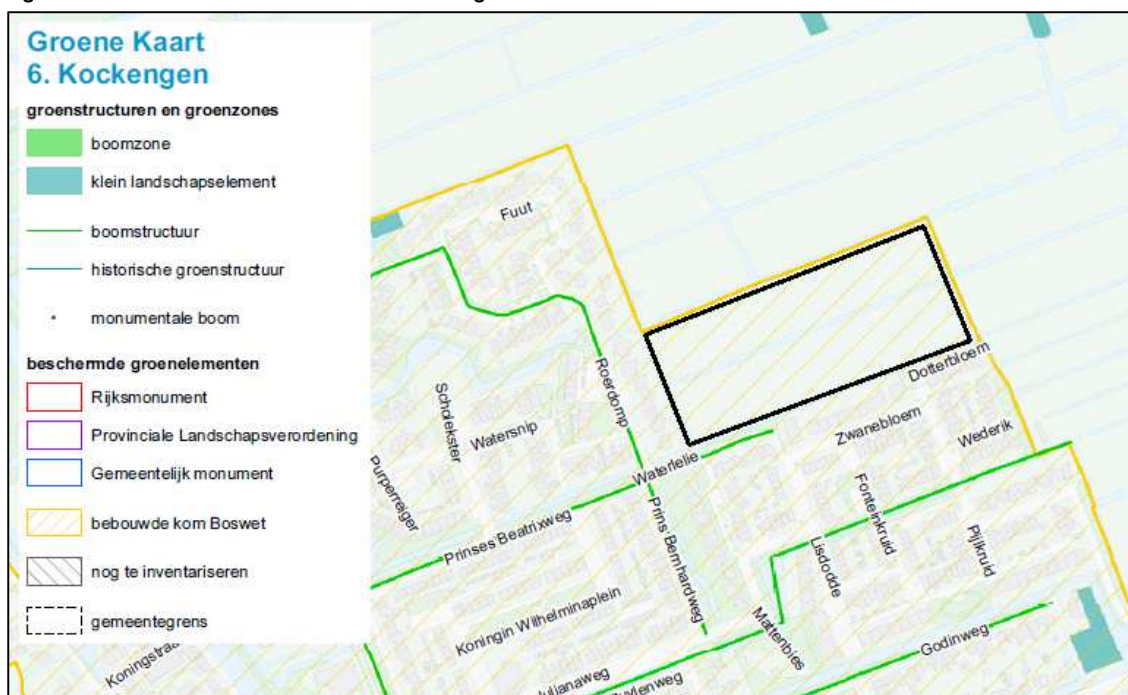 Groene Kaart
6. Kockengen
groenstructuren en groenzones
boomzone
klein landschapselement
boomstructuur
historische groenstructuur
monumentale boom
beschermde groenelementen
Rijksmonument
Provinciale Landschapsverordening
Gemeentelijk monument
bebouwde kom Boswet
nog te inventariseren
gemeentegrens
Fuut
Roerdomp
Scholekster
Watersnip
Purperreiger
Dotterbloem
Zwanebloem
Wederik
Waterlelie
Prinses Beatrixweg
Prins Bernhardweg
Fonteinkruid
Lisdodde
Pijlkruid
Koningin Wilhelminaplein
Mattenbies
Godinweg